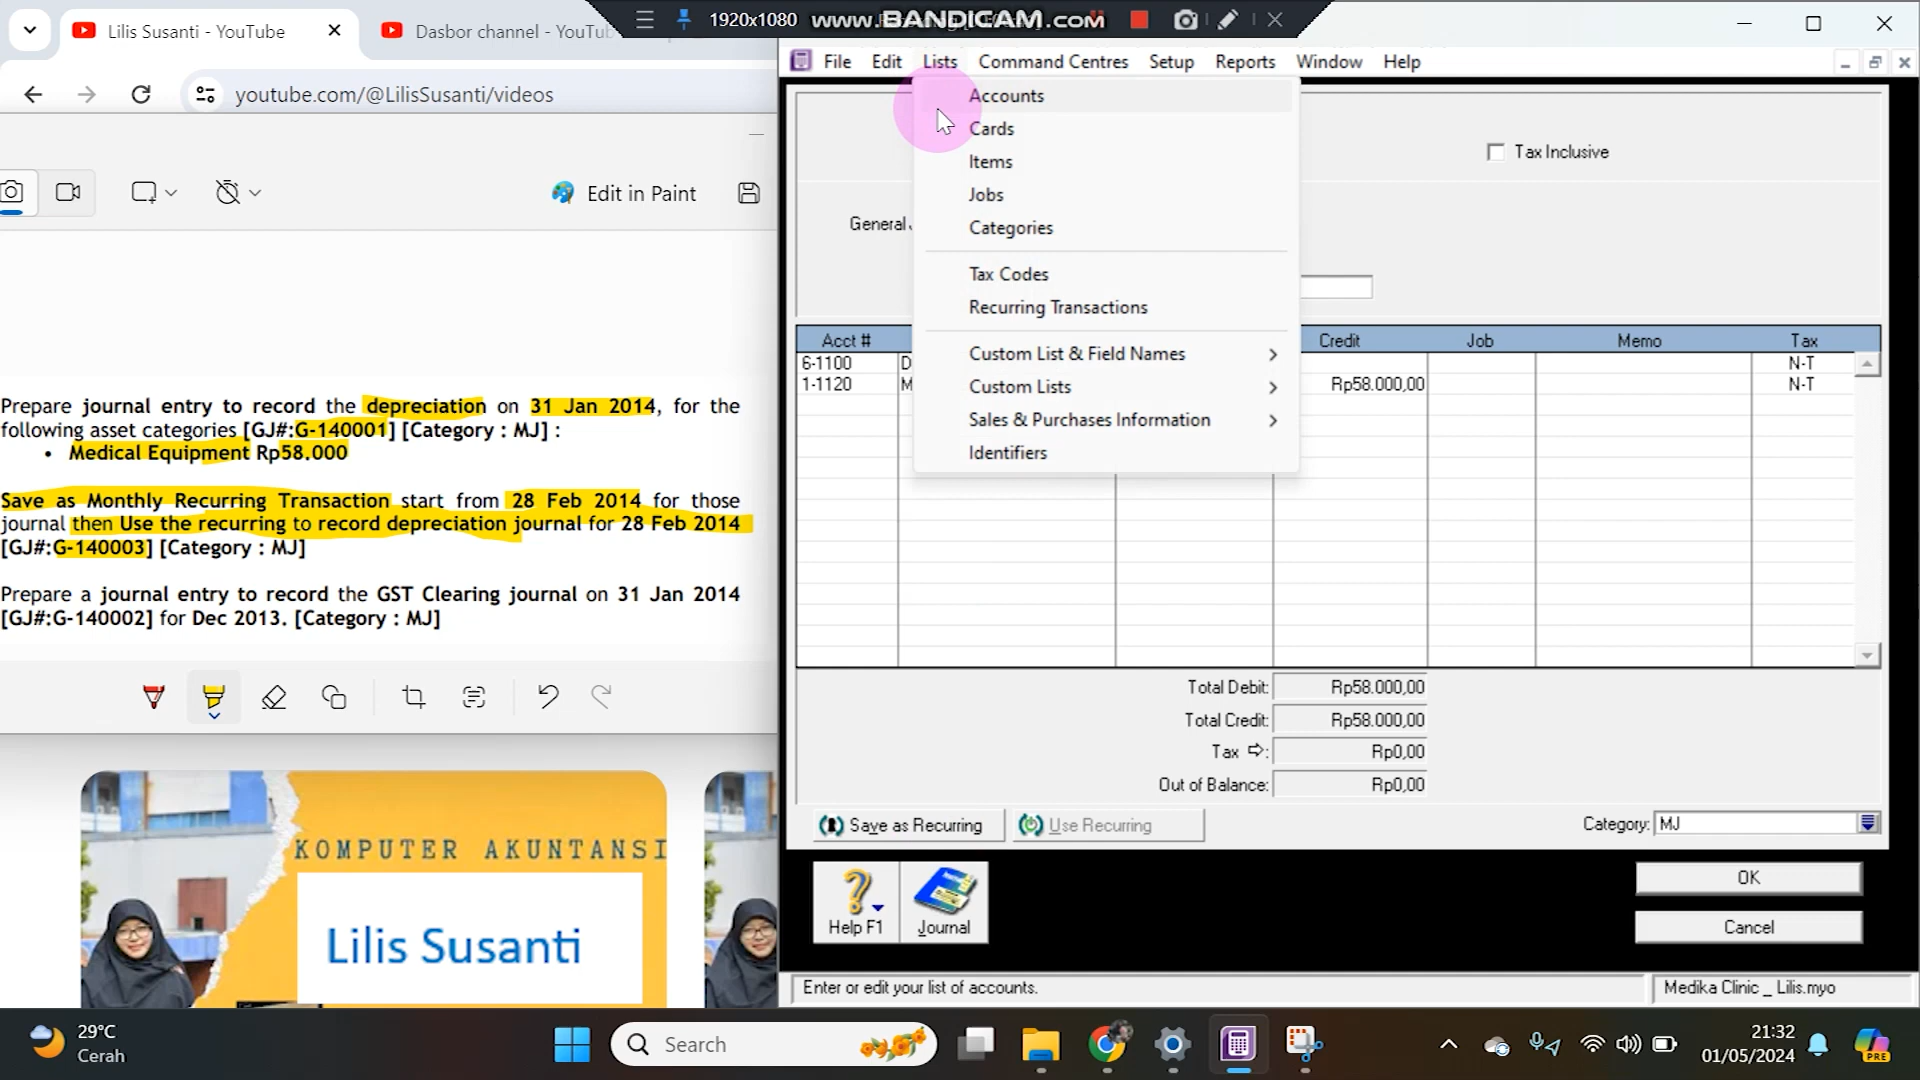 1920x1080
www.BANDICAM.com
Lilis Susanti - YouTube
Dasbor channel - YouTu
youtube.com/@LilisSusanti/videos
Edit in Paint
Prepare journal entry to record the depreciation on 31 Jan 2014, for the
following asset categories [GJ#:G-140001] [Category : MJ] :
• Medical Equipment Rp58.000
Save as Monthly Recurring Transaction start from 28 Feb 2014 for those
journal then Use the recurring to record depreciation journal for 28 Feb 2014
[GJ#:G-140003] [Category : MJ]
Prepare a journal entry to record the GST Clearing journal on 31 Jan 2014
[GJ#:G-140002] for Dec 2013. [Category : MJ]
KOMPUTER AKUNTANSI
Lilis Susanti
File Edit Lists Command Centres Setup Reports Window Help
Accounts
Cards
Items
Jobs
Categories
Tax Codes
Recurring Transactions
Custom List & Field Names
Custom Lists
Sales & Purchases Information
Identifiers
Tax Inclusive
General
Acct # Credit Job Memo Tax
6-1100 D N-T
1-1120 M Rp58.000,00 N-T
Total Debit: Rp58.000,00
Total Credit: Rp58.000,00
Tax ⇨: Rp0,00
Out of Balance: Rp0,00
Save as Recurring
Use Recurring
Category: MJ
Help F1
Journal
OK
Cancel
Enter or edit your list of accounts.
Medika Clinic _ Lilis.myo
29°C
Cerah
Search
21:32
01/05/2024
PRE